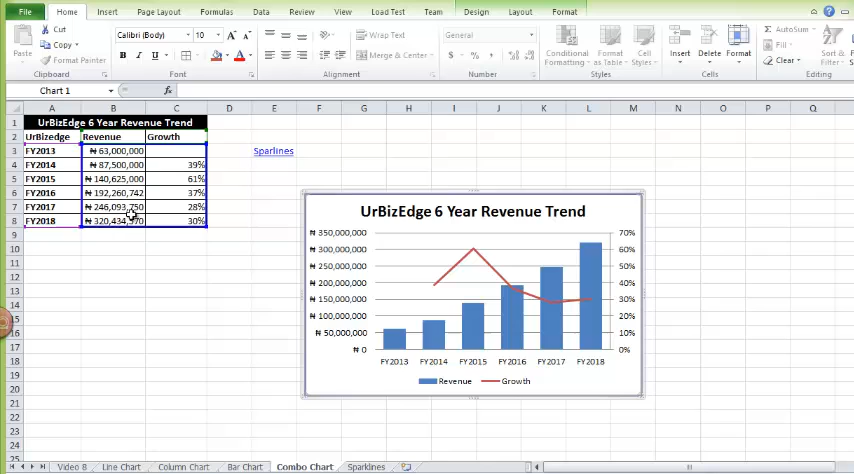 File Home Insert Page Layout Formulas Data Review View Load Test Team Design Layout Format
Cut
Copy
Format Painter
Paste
Clipboard
Calibri (Body) 10
B I U
Font
Wrap Text
Merge & Center
Alignment
General
$ % ,
Number
Conditional Formatting
Format as Table
Cell Styles
Styles
Insert Delete Format
Cells
AutoSum
Fill
Clear
Sort & Filter
Editing
Chart 1
fx
A B C D E F G H I J K L M N O P Q
1 UrBizEdge 6 Year Revenue Trend
2 UrBizedge Revenue Growth
3 FY2013 ₦ 63,000,000 Sparlines
4 FY2014 ₦ 87,500,000 39%
5 FY2015 ₦ 140,625,000 61%
6 FY2016 ₦ 192,260,742 37%
7 FY2017 ₦ 246,093,750 28%
8 FY2018 ₦ 320,434,570 30%
9
10
11
12
13
14
15
16
17
18
19
20
21
22
23
24
25
UrBizEdge 6 Year Revenue Trend
₦ 350,000,000 70%
₦ 300,000,000 60%
₦ 250,000,000 50%
₦ 200,000,000 40%
₦ 150,000,000 30%
₦ 100,000,000 20%
₦ 50,000,000 10%
₦ 0 0%
FY2013 FY2014 FY2015 FY2016 FY2017 FY2018
Revenue Growth
Video 8 Line Chart Column Chart Bar Chart Combo Chart Sparklines